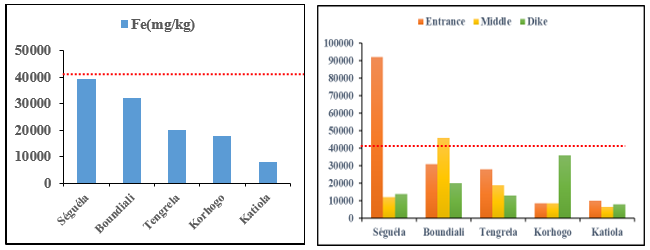 Fe(mg/kg)
50000
40000
30000
20000
10000
0
Séguéla
Boundiali
Tengrela
Korhogo
Katiola
Entrance Middle Dike
100000
90000
80000
70000
60000
50000
40000
30000
20000
10000
0
Séguéla Boundiali Tengrela Korhogo Katiola